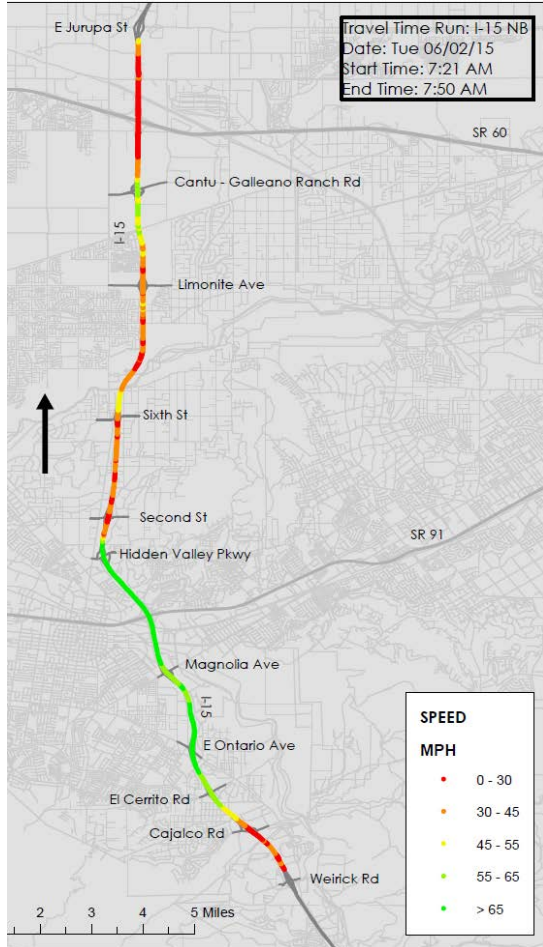 E Jurupa St
Travel Time Run: I-15 NB
Date: Tue 06/02/15
Start Time: 7:21 AM
End Time: 7:50 AM
SR 60
Cantu - Galleano Ranch Rd
I-15
Limonite Ave
Sixth St
Second St
SR 91
Hidden Valley Pkwy
Magnolia Ave
I-15
E Ontario Ave
El Cerrito Rd
Cajalco Rd
Weirick Rd
SPEED
MPH
0 - 30
30 - 45
45 - 55
55 - 65
> 65
2 3 4 5 Miles